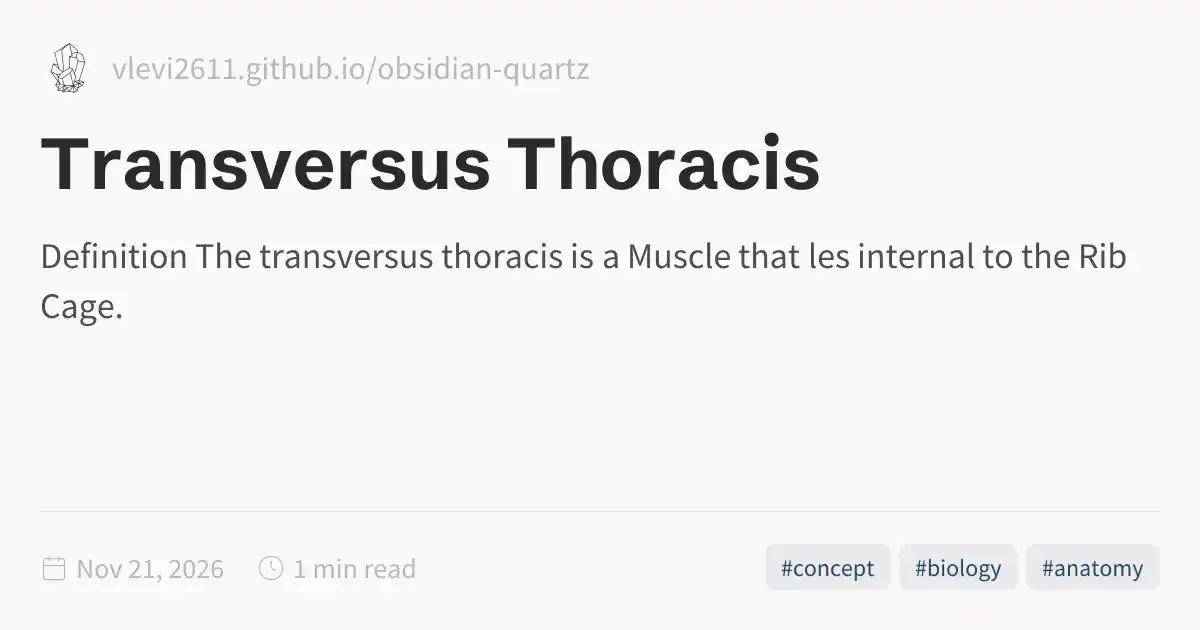 vlevi2611.github.io/obsidian-quartz
Transversus Thoracis
Definition The transversus thoracis is a Muscle that les internal to the Rib
Cage.
Nov 21, 2026 1 min read #concept #biology #anatomy